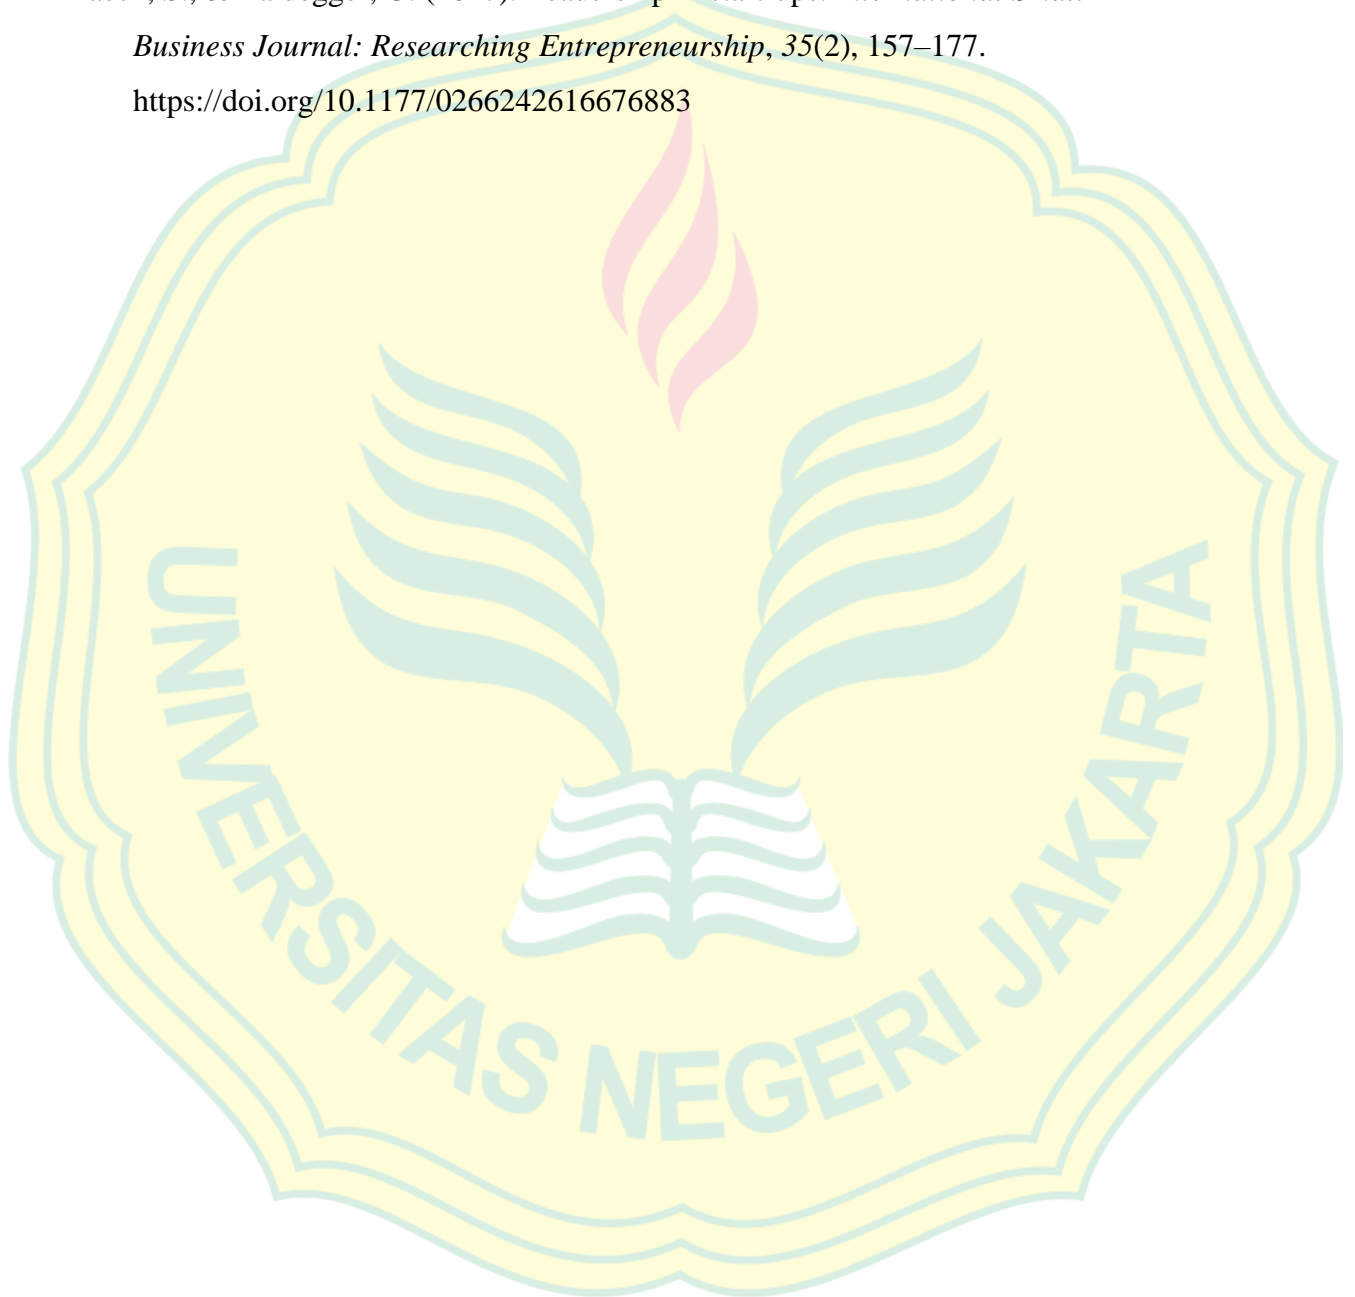 Business Journal: Researching Entrepreneurship, 35(2), 157–177.
https://doi.org/10.1177/0266242616676883
UNIVERSITAS NEGERI JAKARTA